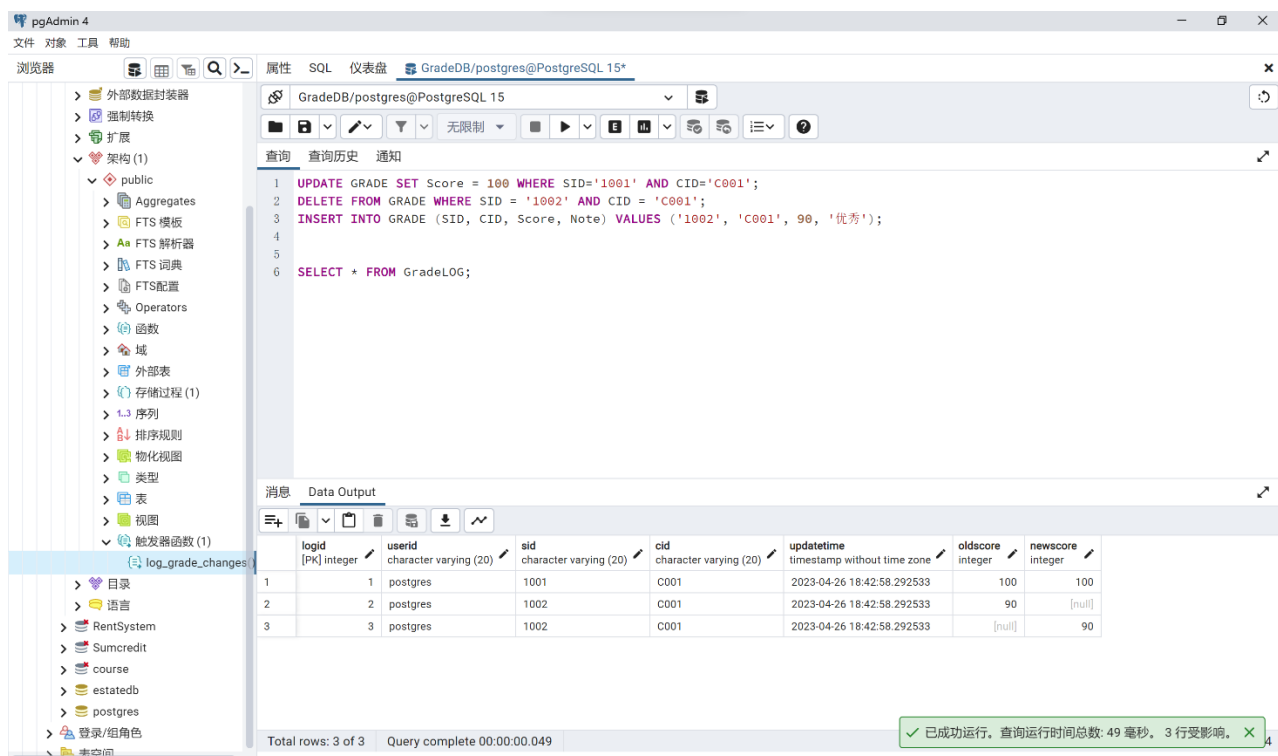 pgAdmin 4
文件 对象 工具 帮助
浏览器
属性 SQL 仪表盘 GradeDB/postgres@PostgreSQL 15*
外部数据封装器
强制转换
扩展
架构 (1)
public
Aggregates
FTS 模板
Aa FTS 解析器
FTS 词典
FTS配置
Operators
函数
域
外部表
存储过程 (1)
1..3 序列
排序规则
物化视图
类型
表
视图
触发器函数 (1)
log_grade_changes()
目录
语言
RentSystem
Sumcredit
course
estatedb
postgres
登录/组角色
表空间
GradeDB/postgres@PostgreSQL 15
无限制
E
查询 查询历史 通知
1 UPDATE GRADE SET Score = 100 WHERE SID='1001' AND CID='C001';
2 DELETE FROM GRADE WHERE SID = '1002' AND CID = 'C001';
3 INSERT INTO GRADE (SID, CID, Score, Note) VALUES ('1002', 'C001', 90, '优秀');
4
5
6 SELECT * FROM GradeLOG;
消息 Data Output
logid userid sid cid updatetime oldscore newscore
[PK] integer character varying (20) character varying (20) character varying (20) timestamp without time zone integer integer
1 1 postgres 1001 C001 2023-04-26 18:42:58.292533 100 100
2 2 postgres 1002 C001 2023-04-26 18:42:58.292533 90 [null]
3 3 postgres 1002 C001 2023-04-26 18:42:58.292533 [null] 90
已成功运行。查询运行时间总数: 49 毫秒。 3 行受影响。
Total rows: 3 of 3 Query complete 00:00:00.049